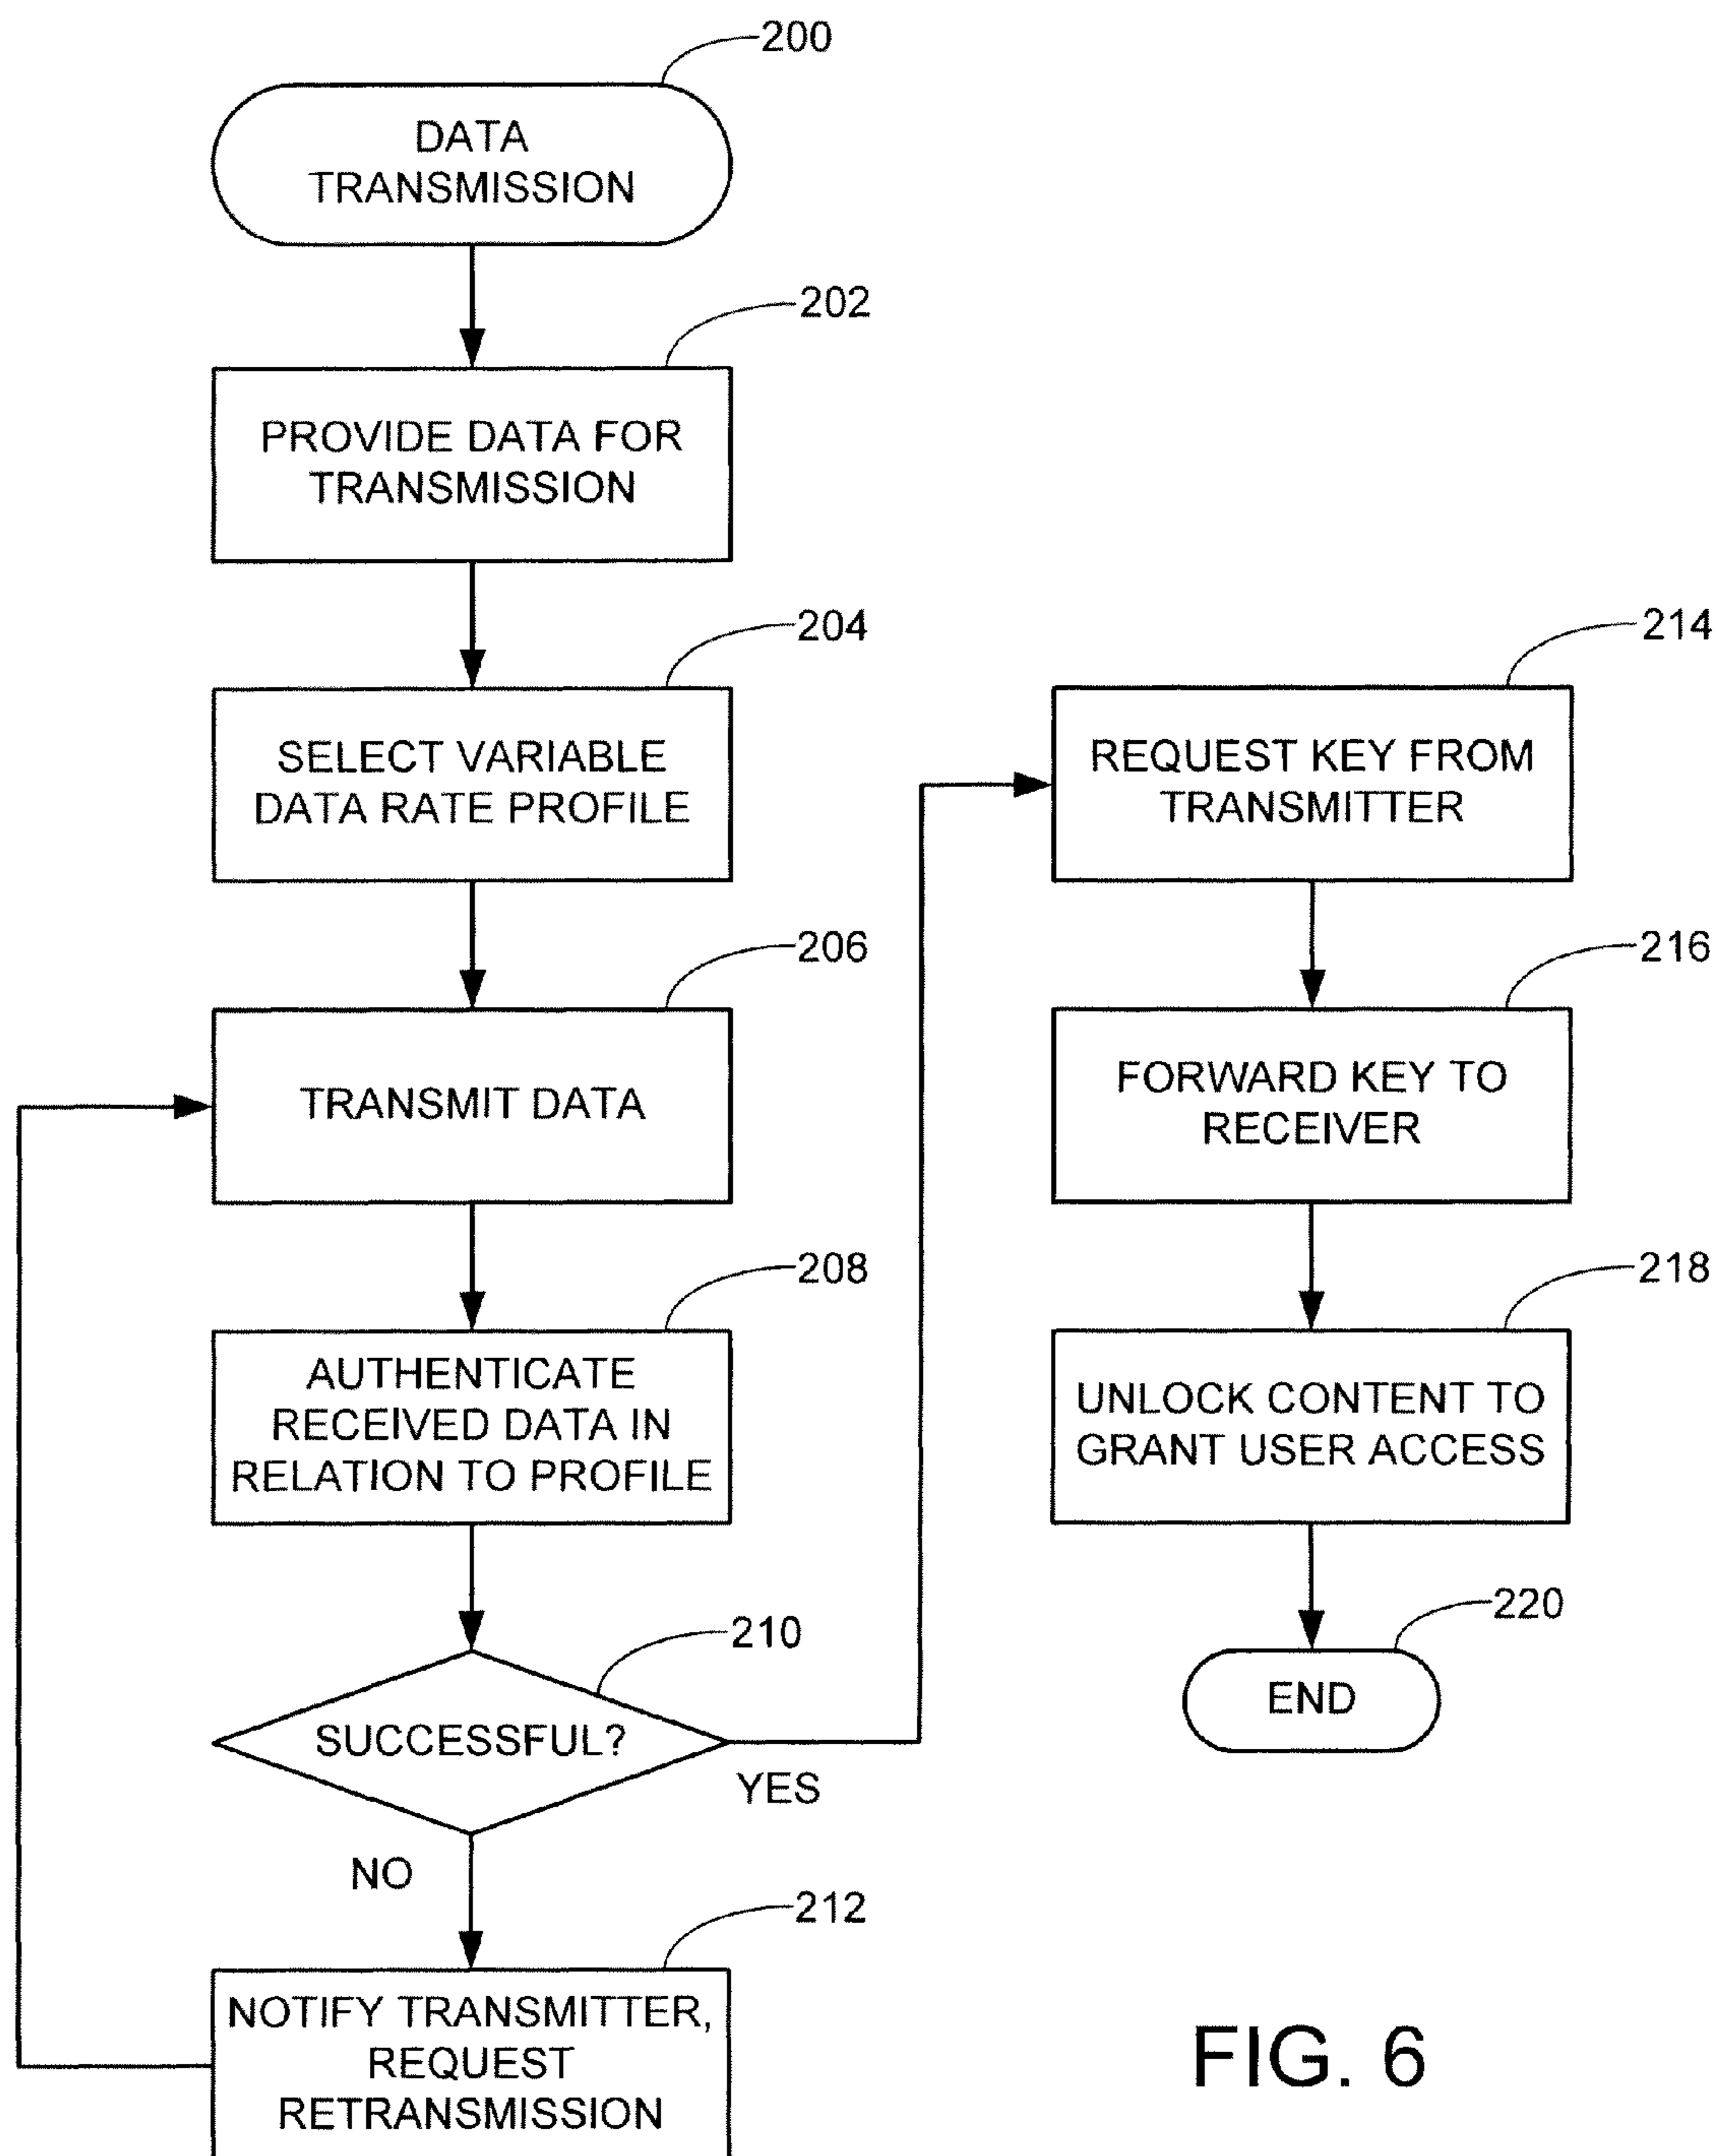 200
DATA
TRANSMISSION
202
PROVIDE DATA FOR
TRANSMISSION
204
SELECT VARIABLE
DATA RATE PROFILE
206
TRANSMIT DATA
208
AUTHENTICATE
RECEIVED DATA IN
RELATION TO PROFILE
210
SUCCESSFUL?
YES
NO
212
NOTIFY TRANSMITTER,
REQUEST
RETRANSMISSION
214
REQUEST KEY FROM
TRANSMITTER
216
FORWARD KEY TO
RECEIVER
218
UNLOCK CONTENT TO
GRANT USER ACCESS
220
END
FIG. 6